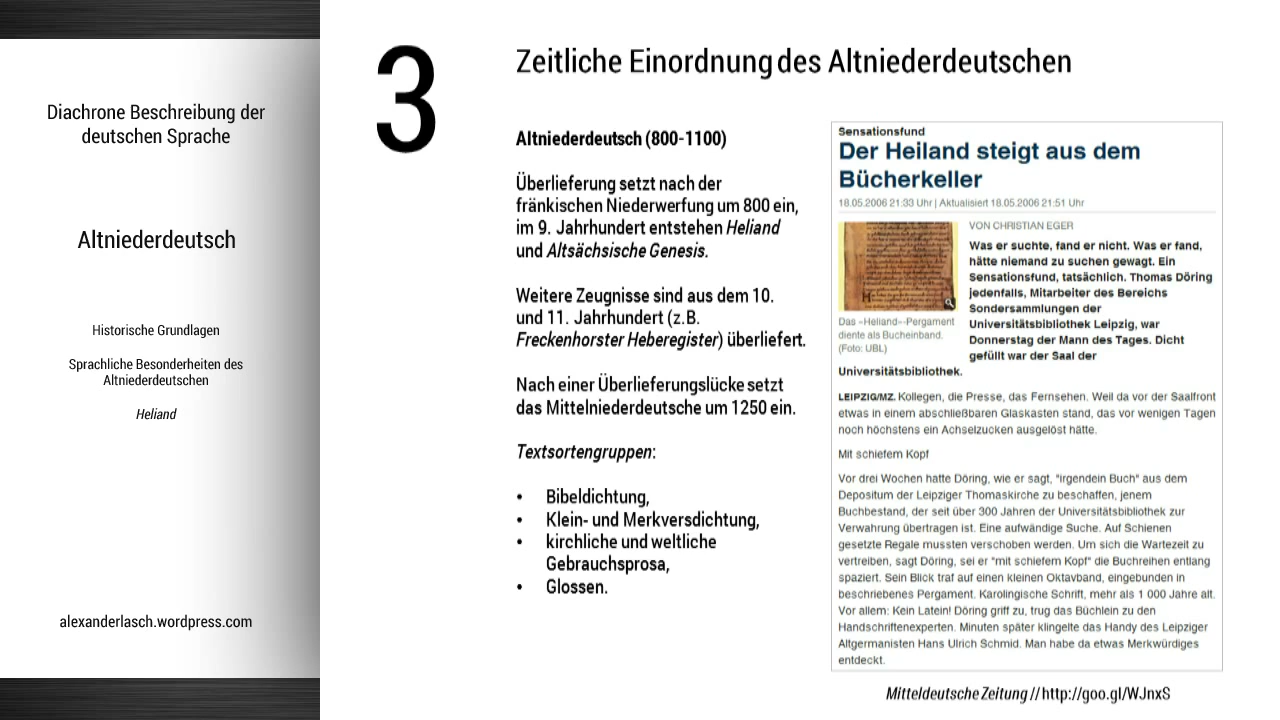 Diachrone Beschreibung der
deutschen Sprache
Altniederdeutsch
Historische Grundlagen
Sprachliche Besonderheiten des
Altniederdeutschen
Heliand
alexanderlasch.wordpress.com
3
Zeitliche Einordnung des Altniederdeutschen
Altniederdeutsch (800-1100)
Überlieferung setzt nach der
fränkischen Niederwerfung um 800 ein,
im 9. Jahrhundert entstehen Heliand
und Altsächsische Genesis.
Weitere Zeugnisse sind aus dem 10.
und 11. Jahrhundert (z.B.
Freckenhorster Heberegister) überliefert.
Nach einer Überlieferungslücke setzt
das Mittelniederdeutsche um 1250 ein.
Textsortengruppen:
• Bibeldichtung,
• Klein- und Merkversdichtung,
• kirchliche und weltliche
Gebrauchsprosa,
• Glossen.
Sensationsfund
Der Heiland steigt aus dem
Bücherkeller
18.05.2006 21:33 Uhr | Aktualisiert 18.05.2006 21:51 Uhr
Das «Heliand»-Pergament
diente als Bucheinband.
(Foto: UBL)
VON CHRISTIAN EGER
Was er suchte, fand er nicht. Was er fand,
hätte niemand zu suchen gewagt. Ein
Sensationsfund, tatsächlich. Thomas Döring
jedenfalls, Mitarbeiter des Bereichs
Sondersammlungen der
Universitätsbibliothek Leipzig, war
Donnerstag der Mann des Tages. Dicht
gefüllt war der Saal der
Universitätsbibliothek.
LEIPZIG/MZ. Kollegen, die Presse, das Fernsehen. Weil da vor der Saalfront
etwas in einem abschließbaren Glaskasten stand, das vor wenigen Tagen
noch höchstens ein Achselzucken ausgelöst hätte.
Mit schiefem Kopf
Vor drei Wochen hatte Döring, wie er sagt, "irgendein Buch" aus dem
Depositum der Leipziger Thomaskirche zu beschaffen, jenem
Buchbestand, der seit über 300 Jahren der Universitätsbibliothek zur
Verwahrung übertragen ist. Eine aufwändige Suche. Auf Schienen
gesetzte Regale mussten verschoben werden. Um sich die Wartezeit zu
vertreiben, sagt Döring, sei er "mit schiefem Kopf" die Buchreihen entlang
spaziert. Sein Blick traf auf einen kleinen Oktavband, eingebunden in
beschriebenes Pergament. Karolingische Schrift, mehr als 1 000 Jahre alt.
Vor allem: Kein Latein! Döring griff zu, trug das Büchlein zu den
Handschriftenexperten. Minuten später klingelte das Handy des Leipziger
Altgermanisten Hans Ulrich Schmid. Man habe da etwas Merkwürdiges
entdeckt.
Mitteldeutsche Zeitung // http://goo.gl/WJnxS